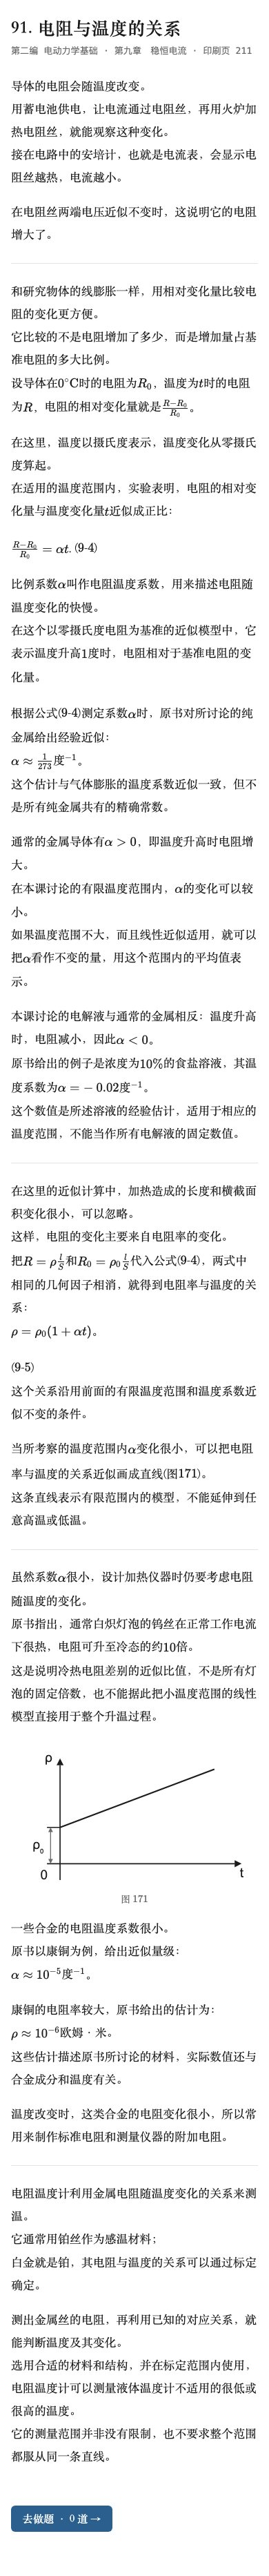 91. 电阻与温度的关系
第二编 电动力学基础 · 第九章 稳恒电流 · 印刷页 211
导体的电阻会随温度改变。
用蓄电池供电，让电流通过电阻丝，再用火炉加
热电阻丝，就能观察这种变化。
接在电路中的安培计，也就是电流表，会显示电
阻丝越热，电流越小。
在电阻丝两端电压近似不变时，这说明它的电阻
增大了。
和研究物体的线膨胀一样，用相对变化量比较电
阻的变化更方便。
它比较的不是电阻增加了多少，而是增加量占基
准电阻的多大比例。
设导体在0°C时的电阻为R₀，温度为t时的电阻
为R，电阻的相对变化量就是(R−R₀)/R₀。
在这里，温度以摄氏度表示，温度变化从零摄氏
度算起。
在适用的温度范围内，实验表明，电阻的相对变
化量与温度变化量t近似成正比：
(R−R₀)/R₀ = αt. (9-4)
比例系数α叫作电阻温度系数，用来描述电阻随
温度变化的快慢。
在这个以零摄氏度电阻为基准的近似模型中，它
表示温度升高1度时，电阻相对于基准电阻的变
化量。
根据公式(9-4)测定系数α时，原书对所讨论的纯
金属给出经验近似：
α ≈ 1/273 度⁻¹。
这个估计与气体膨胀的温度系数近似一致，但不
是所有纯金属共有的精确常数。
通常的金属导体有α > 0，即温度升高时电阻增
大。
在本课讨论的有限温度范围内，α的变化可以较
小。
如果温度范围不大，而且线性近似适用，就可以
把α看作不变的量，用这个范围内的平均值表
示。
本课讨论的电解液与通常的金属相反：温度升高
时，电阻减小，因此α < 0。
原书给出的例子是浓度为10%的食盐溶液，其温
度系数为α = − 0.02度⁻¹。
这个数值是所述溶液的经验估计，适用于相应的
温度范围，不能当作所有电解液的固定数值。
在这里的近似计算中，加热造成的长度和横截面
积变化很小，可以忽略。
这样，电阻的变化主要来自电阻率的变化。
把R = ρ l/S 和R₀ = ρ₀ l/S 代入公式(9-4)，两式中
相同的几何因子相消，就得到电阻率与温度的关
系：
ρ = ρ₀(1 + αt)。
(9-5)
这个关系沿用前面的有限温度范围和温度系数近
似不变的条件。
当所考察的温度范围内α变化很小，可以把电阻
率与温度的关系近似画成直线(图171)。
这条直线表示有限范围内的模型，不能延伸到任
意高温或低温。
虽然系数α很小，设计加热仪器时仍要考虑电阻
随温度的变化。
原书指出，通常白炽灯泡的钨丝在正常工作电流
下很热，电阻可升至冷态的约10倍。
这是说明冷热电阻差别的近似比值，不是所有灯
泡的固定倍数，也不能据此把小温度范围的线性
模型直接用于整个升温过程。
ρ
ρ₀
0
t
图 171
一些合金的电阻温度系数很小。
原书以康铜为例，给出近似量级：
α ≈ 10⁻⁵度⁻¹。
康铜的电阻率较大，原书给出的估计为：
ρ ≈ 10⁻⁶欧姆 · 米。
这些估计描述原书所讨论的材料，实际数值还与
合金成分和温度有关。
温度改变时，这类合金的电阻变化很小，所以常
用来制作标准电阻和测量仪器的附加电阻。
电阻温度计利用金属电阻随温度变化的关系来测
温。
它通常用铂丝作为感温材料；
白金就是铂，其电阻与温度的关系可以通过标定
确定。
测出金属丝的电阻，再利用已知的对应关系，就
能判断温度及其变化。
选用合适的材料和结构，并在标定范围内使用，
电阻温度计可以测量液体温度计不适用的很低或
很高的温度。
它的测量范围并非没有限制，也不要求整个范围
都服从同一条直线。
去做题 · 0 道 →